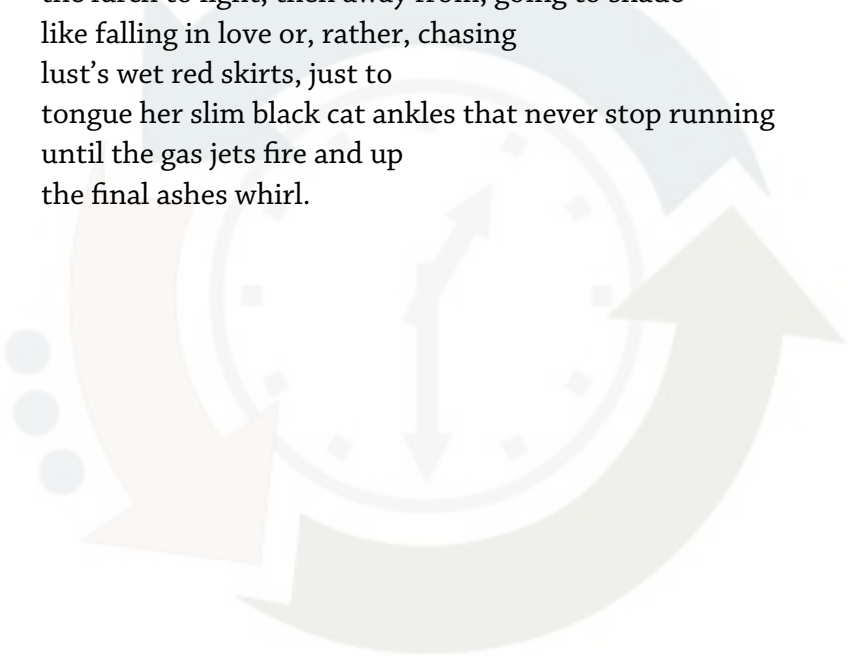 the lurch to light, then away from, going to shade
like falling in love or, rather, chasing
lust’s wet red skirts, just to
tongue her slim black cat ankles that never stop running
until the gas jets fire and up
the final ashes whirl.